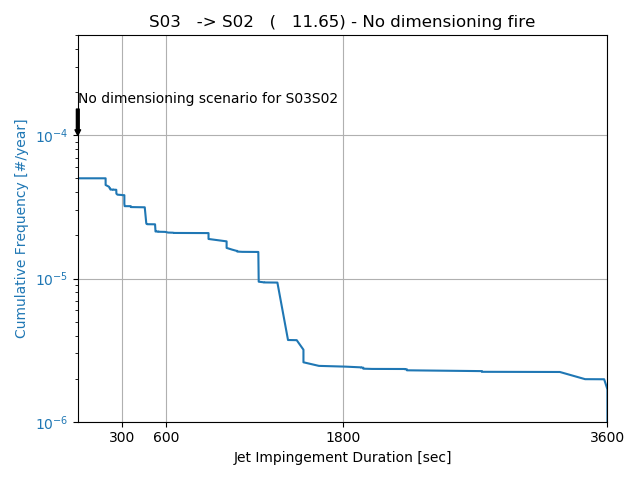 S03   -> S02   (   11.65) - No dimensioning fire
No dimensioning scenario for S03S02
Cumulative Frequency [#/year]
10⁻⁴
10⁻⁵
10⁻⁶
300 600 1800 3600
Jet Impingement Duration [sec]